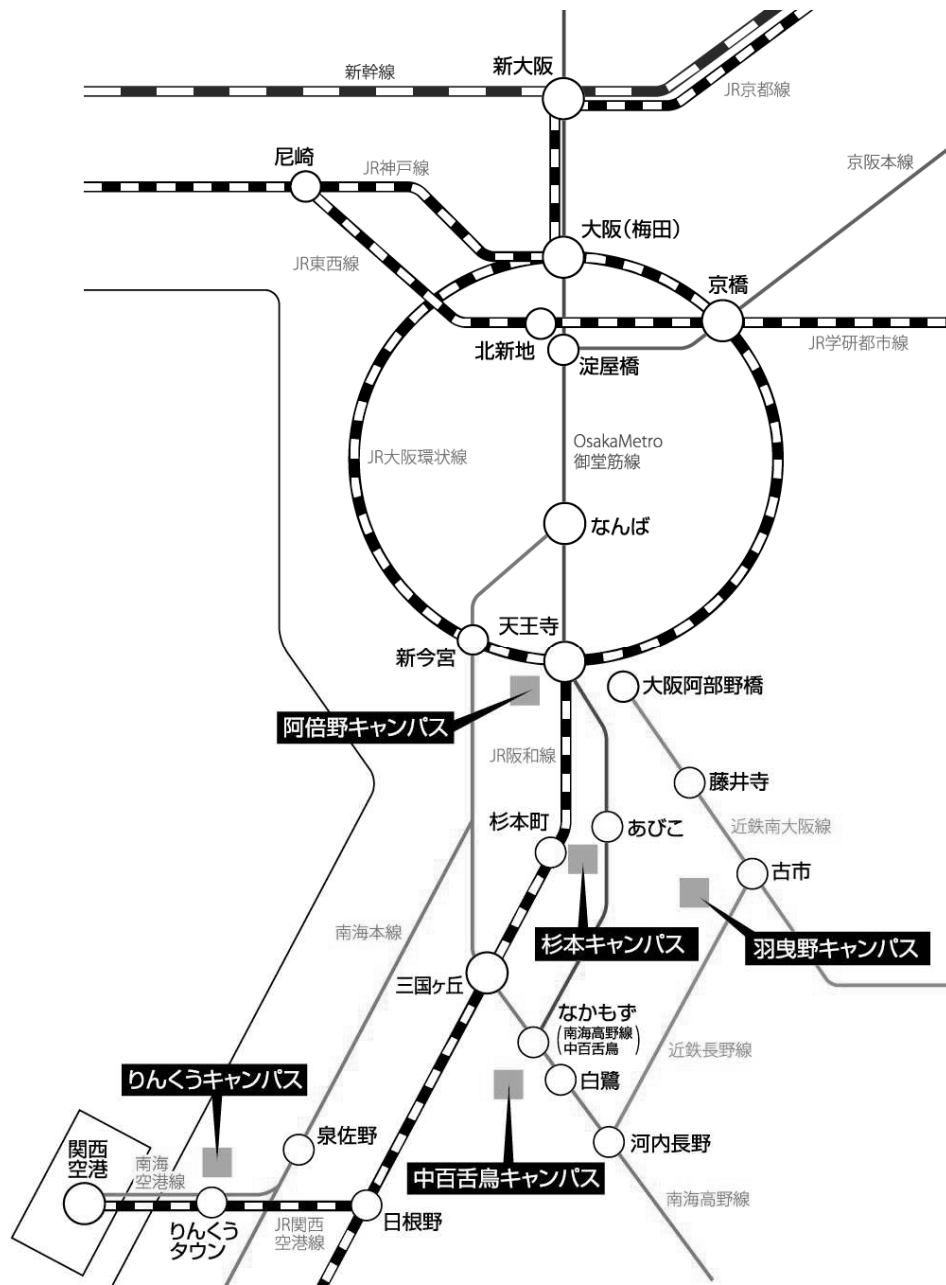 新大阪
新幹線
JR京都線
尼崎
JR神戸線
京阪本線
大阪（梅田）
JR東西線
京橋
北新地
淀屋橋
JR学研都市線
JR大阪環状線
OsakaMetro
御堂筋線
なんば
天王寺
新今宮
大阪阿部野橋
阿倍野キャンパス
JR阪和線
藤井寺
杉本町
あびこ
近鉄南大阪線
古市
南海本線
杉本キャンパス
羽曳野キャンパス
三国ヶ丘
なかもず
（南海高野線
中百舌鳥）
近鉄長野線
りんくうキャンパス
白鷺
泉佐野
河内長野
関西
空港
南海
空港線
中百舌鳥キャンパス
南海高野線
りんくう
タウン
JR関西
空港線
日根野